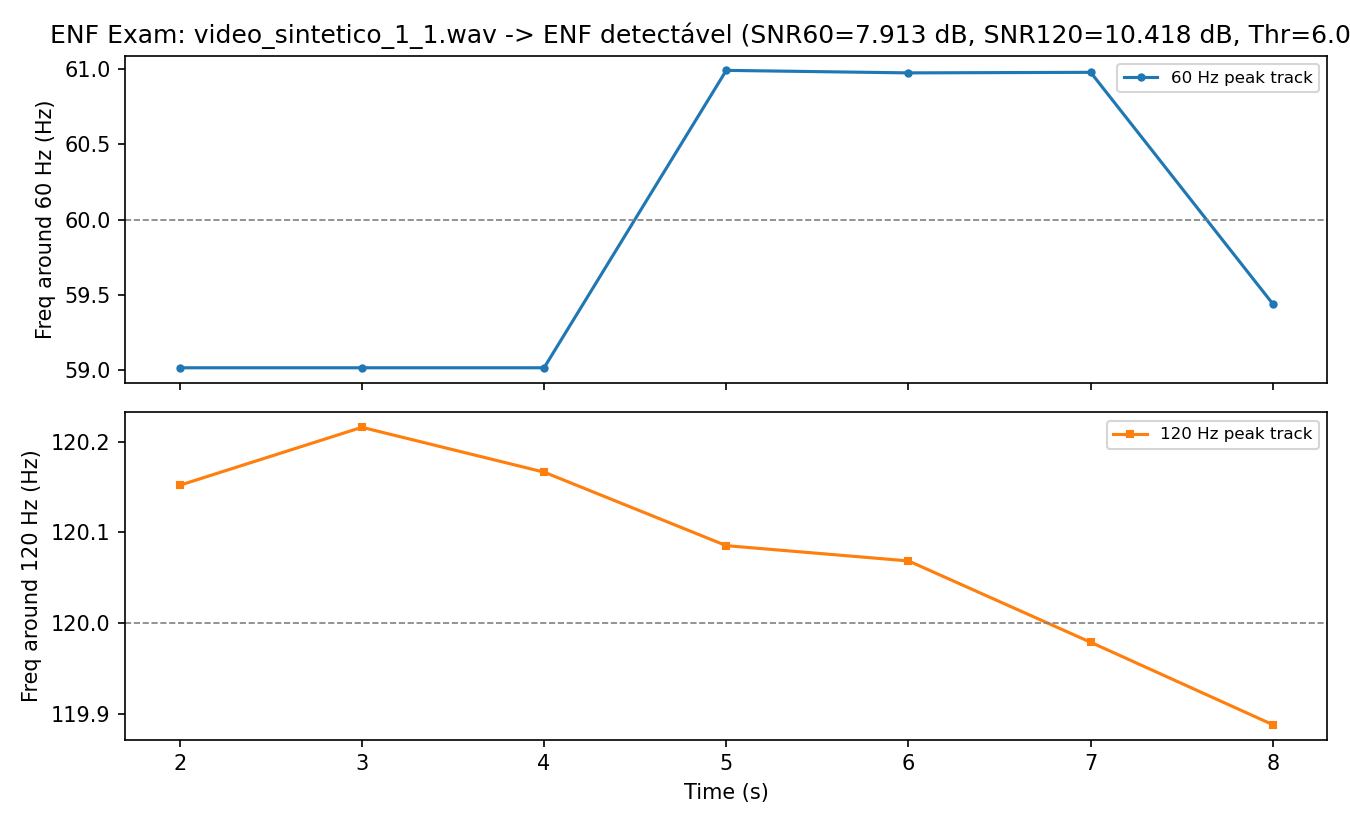 ENF Exam: video_sintetico_1_1.wav -> ENF detectável (SNR60=7.913 dB, SNR120=10.418 dB, Thr=6.0
61.0
60.5
60.0
59.5
59.0
Freq around 60 Hz (Hz)
60 Hz peak track
120.2
120.1
120.0
119.9
Freq around 120 Hz (Hz)
120 Hz peak track
2 3 4 5 6 7 8
Time (s)